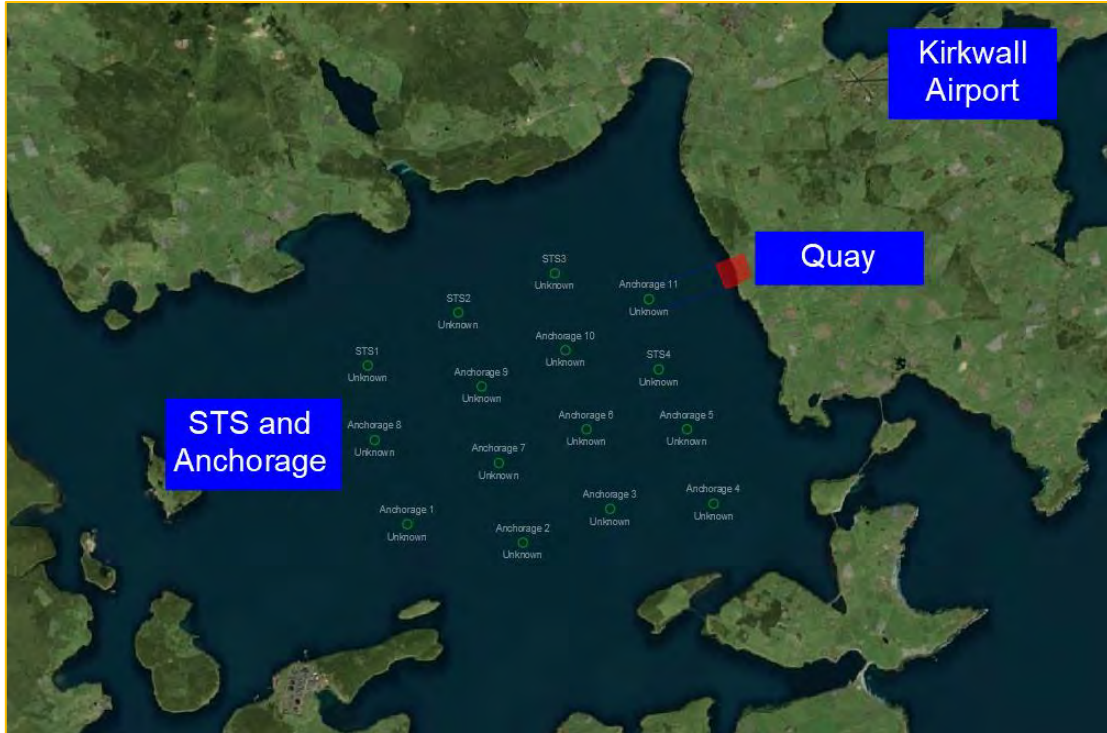 Kirkwall
Airport
Quay
STS3
Unknown
Anchorage 11
Unknown
STS2
Unknown
Anchorage 10
Unknown
STS1
Unknown
STS4
Unknown
Anchorage 9
Unknown
STS and
Anchorage
Anchorage 8
Unknown
Anchorage 6
Unknown
Anchorage 5
Unknown
Anchorage 7
Unknown
Anchorage 3
Unknown
Anchorage 4
Unknown
Anchorage 1
Unknown
Anchorage 2
Unknown